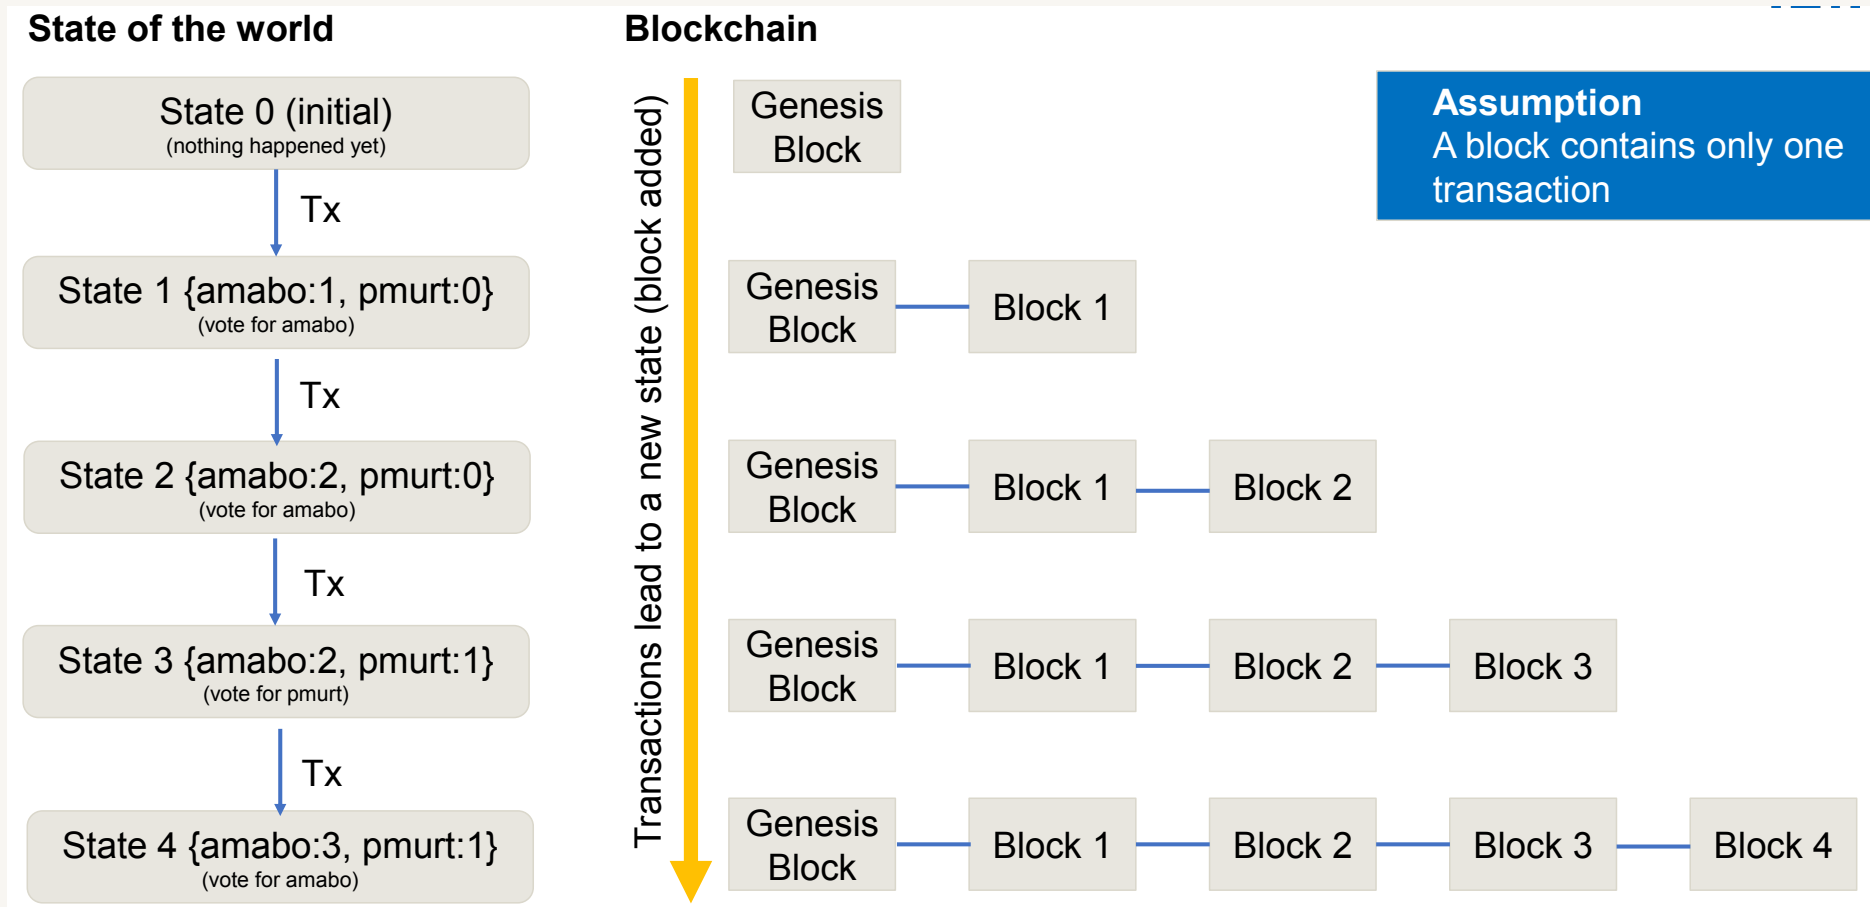 State of the world
State 0 (initial)
(nothing happened yet)
Tx
State 1 {amabo:1, pmurt:0}
(vote for amabo)
Tx
State 2 {amabo:2, pmurt:0}
(vote for amabo)
Tx
State 3 {amabo:2, pmurt:1}
(vote for pmurt)
Tx
State 4 {amabo:3, pmurt:1}
(vote for amabo)
Blockchain
Transactions lead to a new state (block added)
Genesis
Block
Genesis
Block
Block 1
Genesis
Block
Block 1
Block 2
Genesis
Block
Block 1
Block 2
Block 3
Genesis
Block
Block 1
Block 2
Block 3
Block 4
Assumption
A block contains only one
transaction